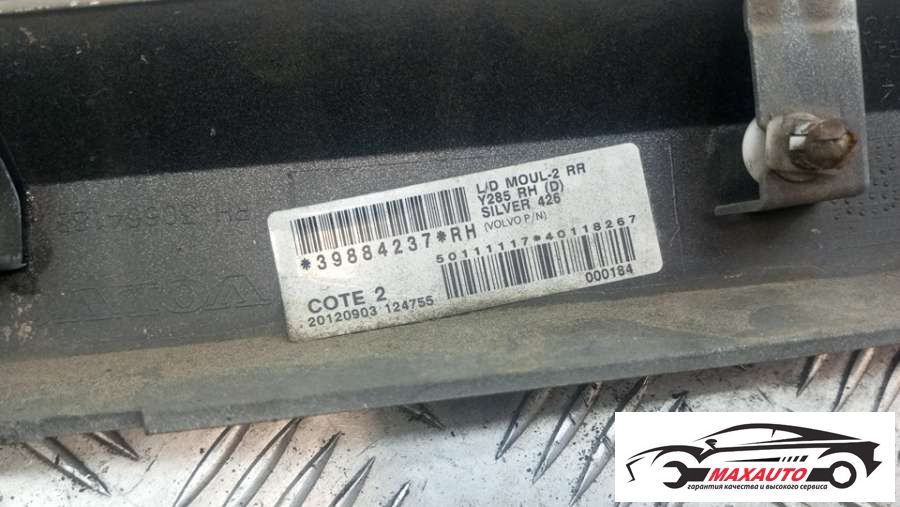 L/D MOUL-2 RR
Y285 RH (D)
SILVER 426
(VOLVO P/N)
*39884237*RH
50111117*40118267
000184
COTE 2
20120903 124755
MAXAUTO
гарантия качества и высокого сервиса